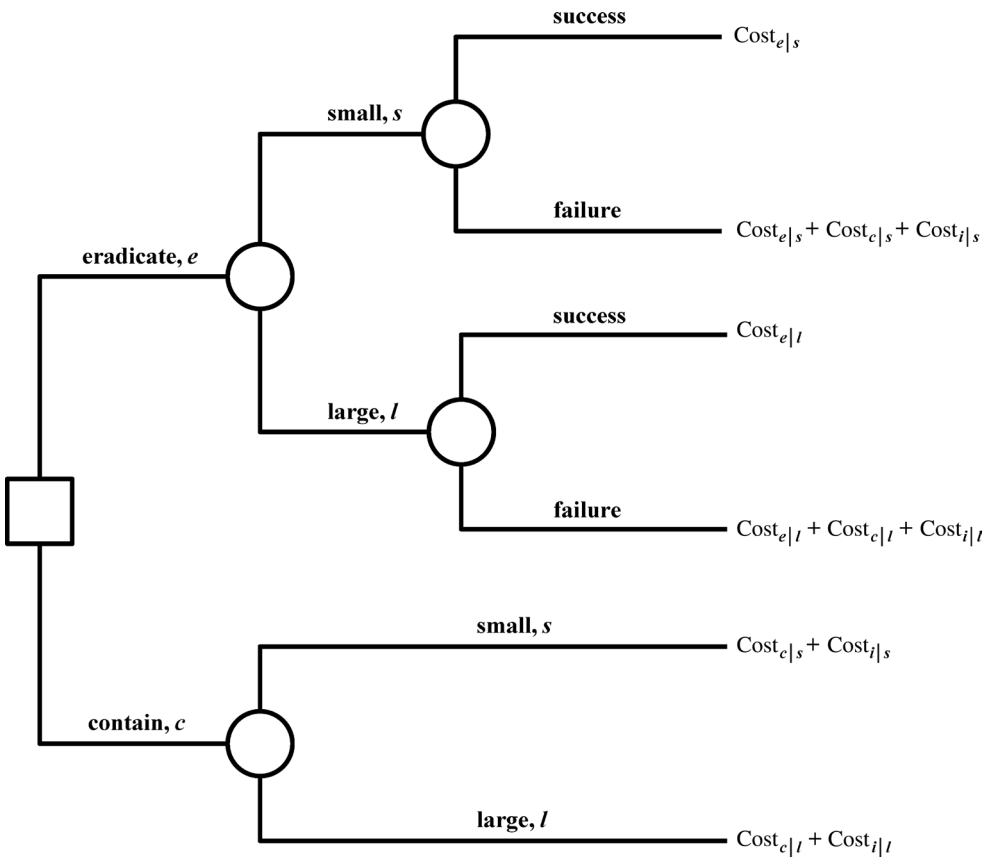 success
Cost_{e|s}
small, s
failure
Cost_{e|s} + Cost_{c|s} + Cost_{i|s}
eradicate, e
success
Cost_{e|l}
large, l
failure
Cost_{e|l} + Cost_{c|l} + Cost_{i|l}
small, s
Cost_{c|s} + Cost_{i|s}
contain, c
large, l
Cost_{c|l} + Cost_{i|l}